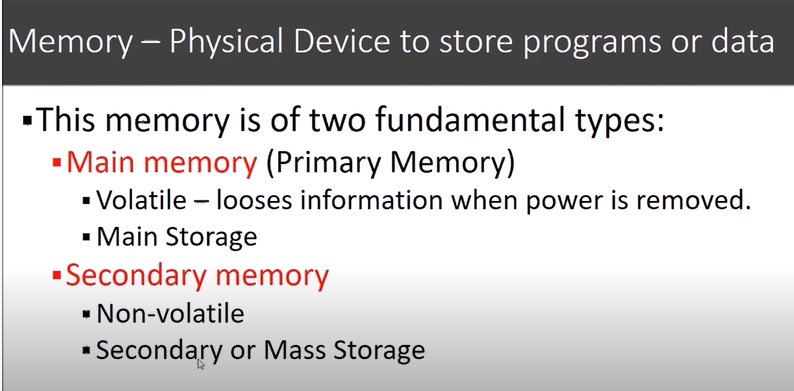 Memory – Physical Device to store programs or data
▪This memory is of two fundamental types:
▪Main memory (Primary Memory)
▪Volatile – looses information when power is removed.
▪Main Storage
▪Secondary memory
▪Non-volatile
▪Secondary or Mass Storage